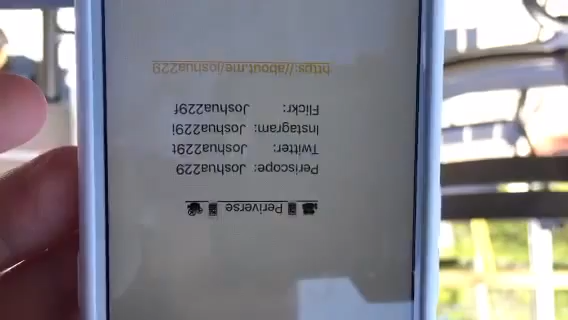 Periverse
Periscope: Joshua229
Twitter: Joshua229t
Instagram: Joshua229i
Flickr: Joshua229f
https://about.me/joshua229